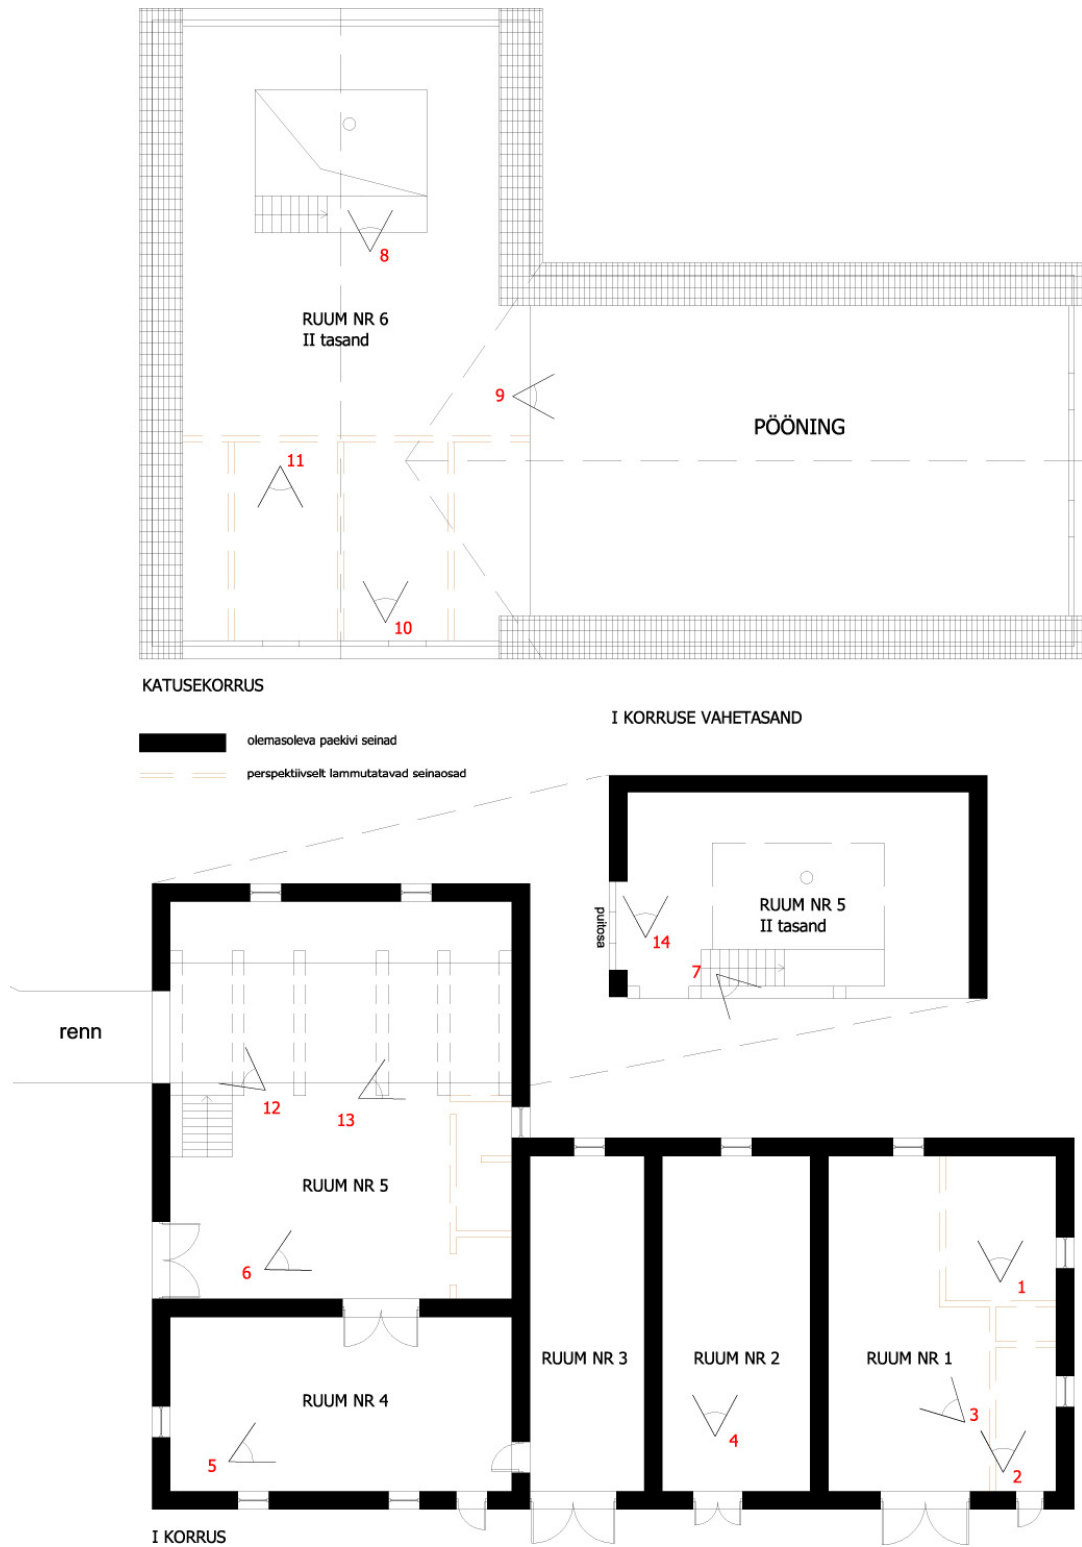 8
RUUM NR 6
II tasand
9
PÖÖNING
11
10
KATUSEKORRUS
I KORRUSE VAHETASAND
olemasoleva paekivi seinad
perspektiivselt lammutatavad seinaosad
puitosa
RUUM NR 5
II tasand
14
7
renn
12
13
RUUM NR 5
6
1
RUUM NR 3
RUUM NR 2
RUUM NR 1
RUUM NR 4
3
4
5
2
I KORRUS